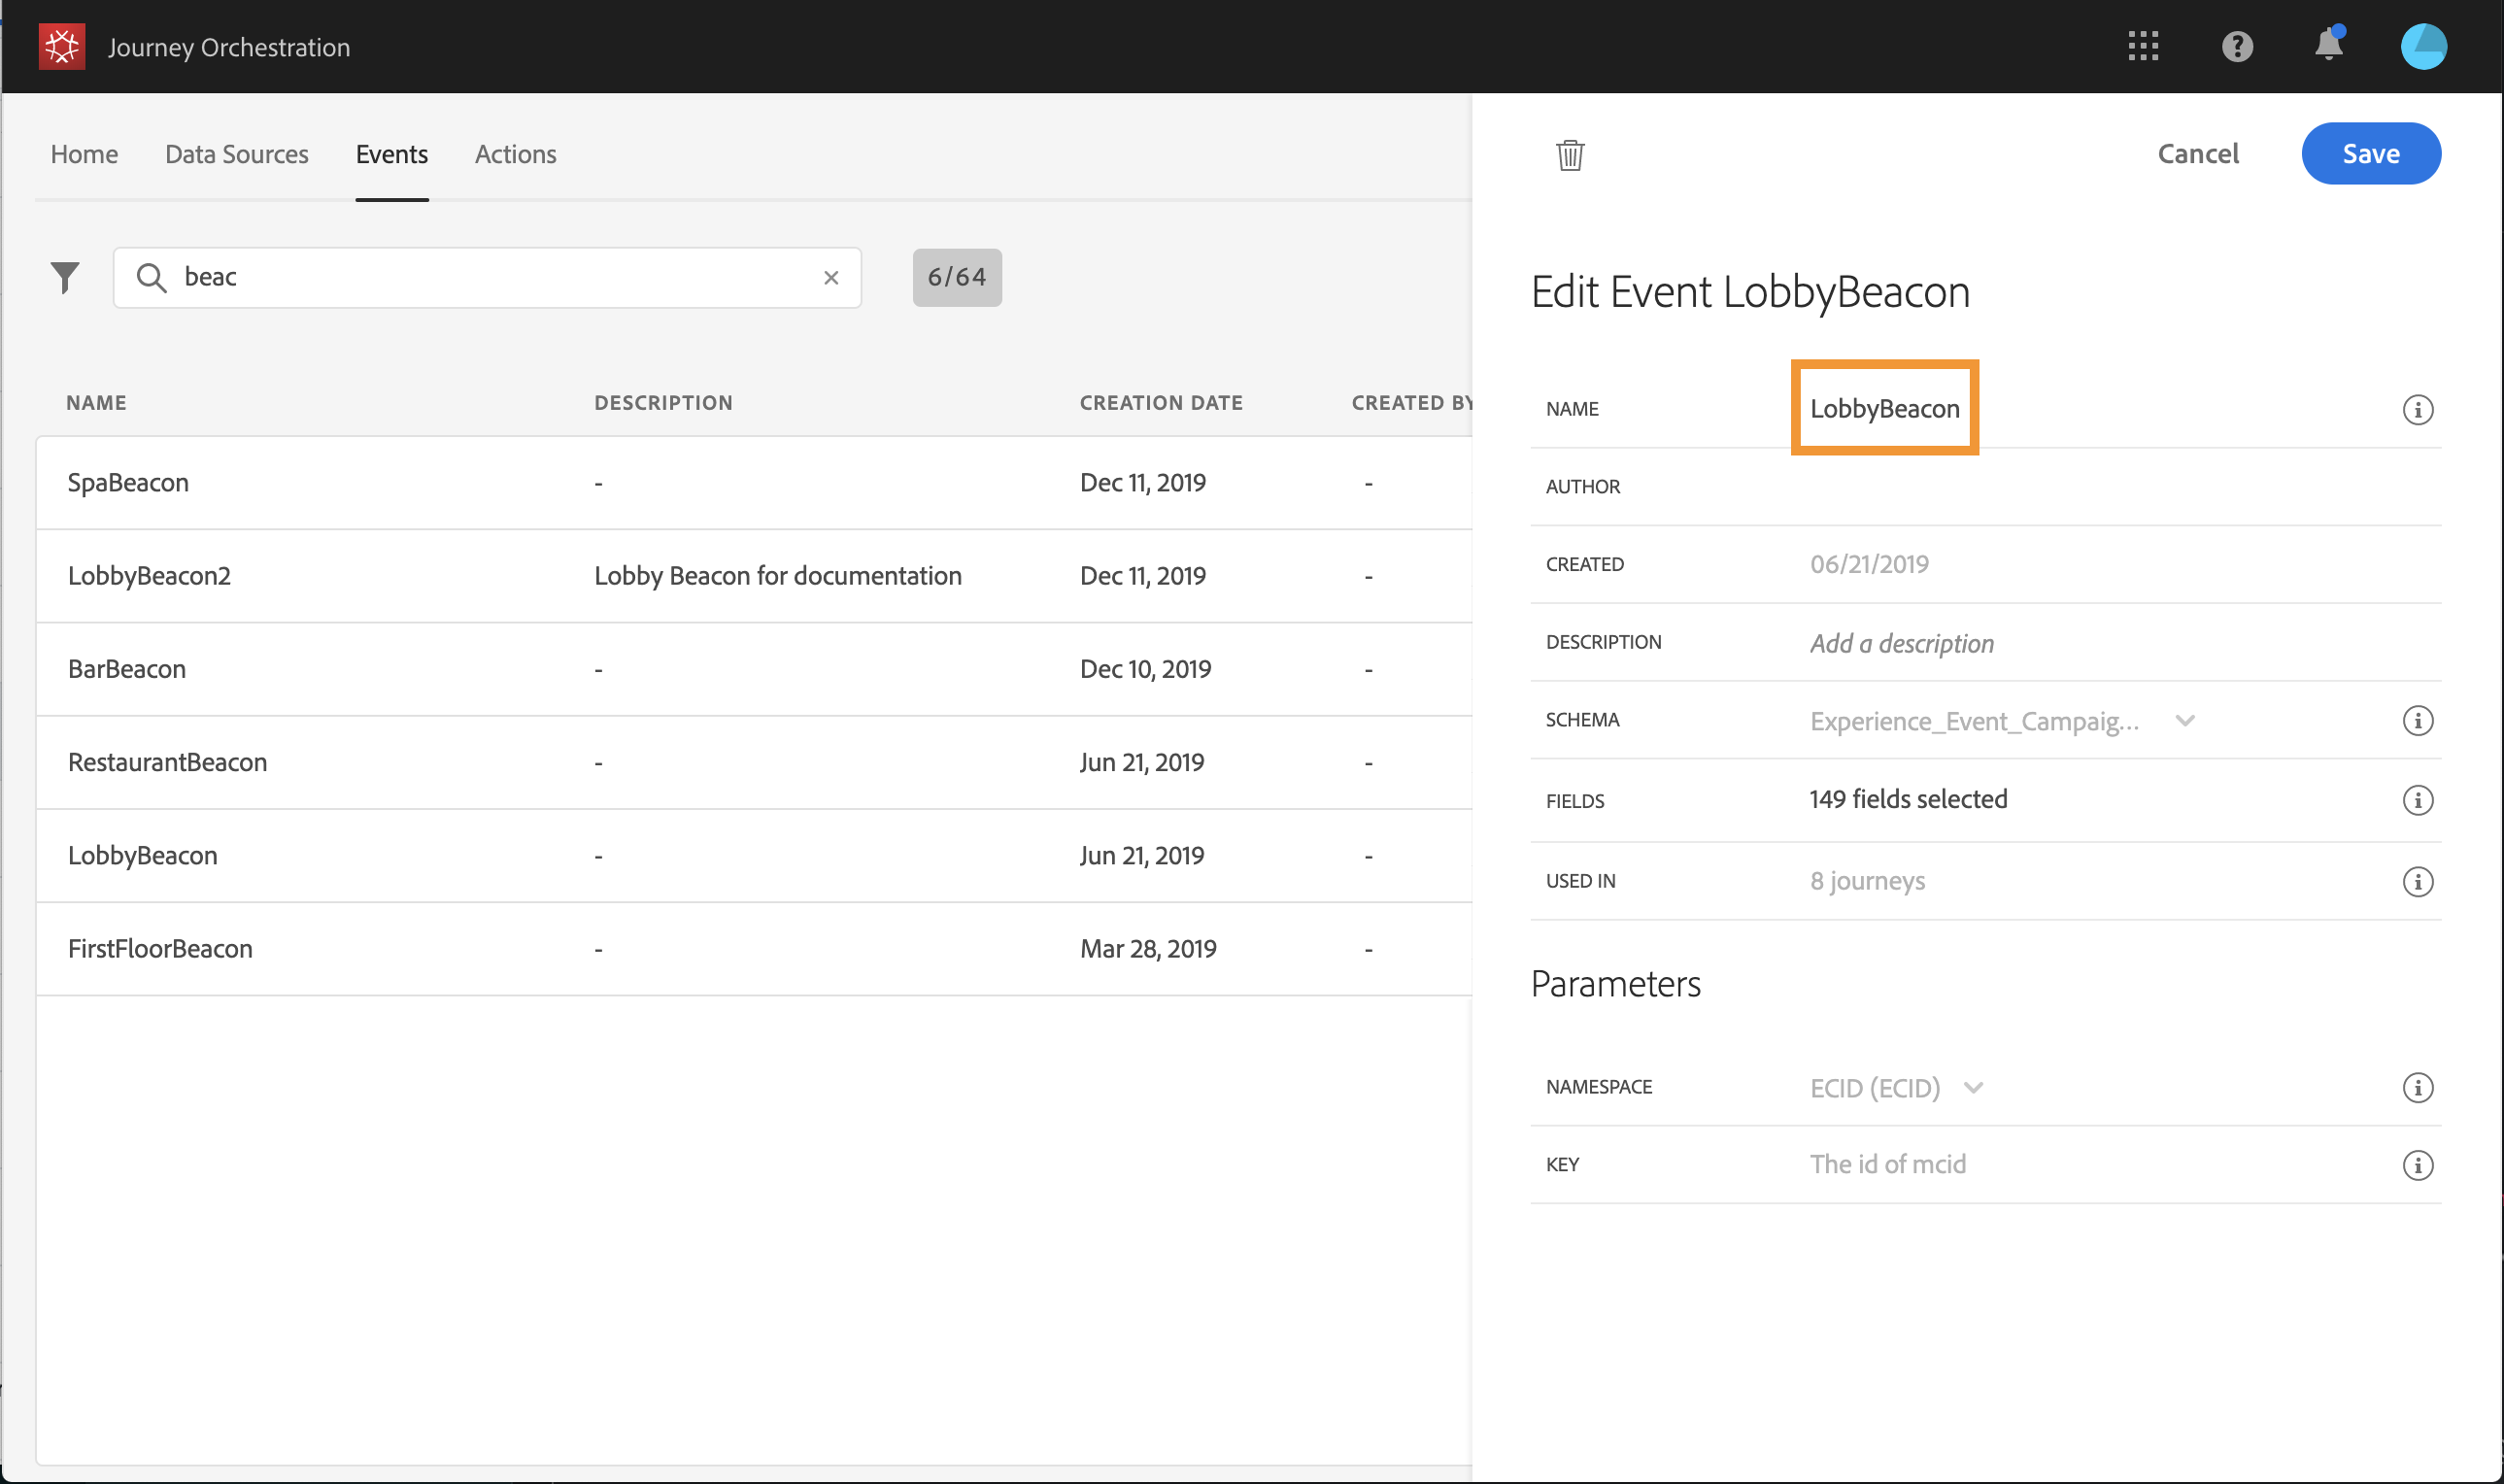 Journey Orchestration
Home Data Sources Events Actions
beac
6/64
NAME DESCRIPTION CREATION DATE CREATED BY
SpaBeacon - Dec 11, 2019 -
LobbyBeacon2 Lobby Beacon for documentation Dec 11, 2019 -
BarBeacon - Dec 10, 2019 -
RestaurantBeacon - Jun 21, 2019 -
LobbyBeacon - Jun 21, 2019 -
FirstFloorBeacon - Mar 28, 2019 -
Cancel Save
Edit Event LobbyBeacon
NAME LobbyBeacon
AUTHOR
CREATED 06/21/2019
DESCRIPTION Add a description
SCHEMA Experience_Event_Campaig...
FIELDS 149 fields selected
USED IN 8 journeys
Parameters
NAMESPACE ECID (ECID)
KEY The id of mcid